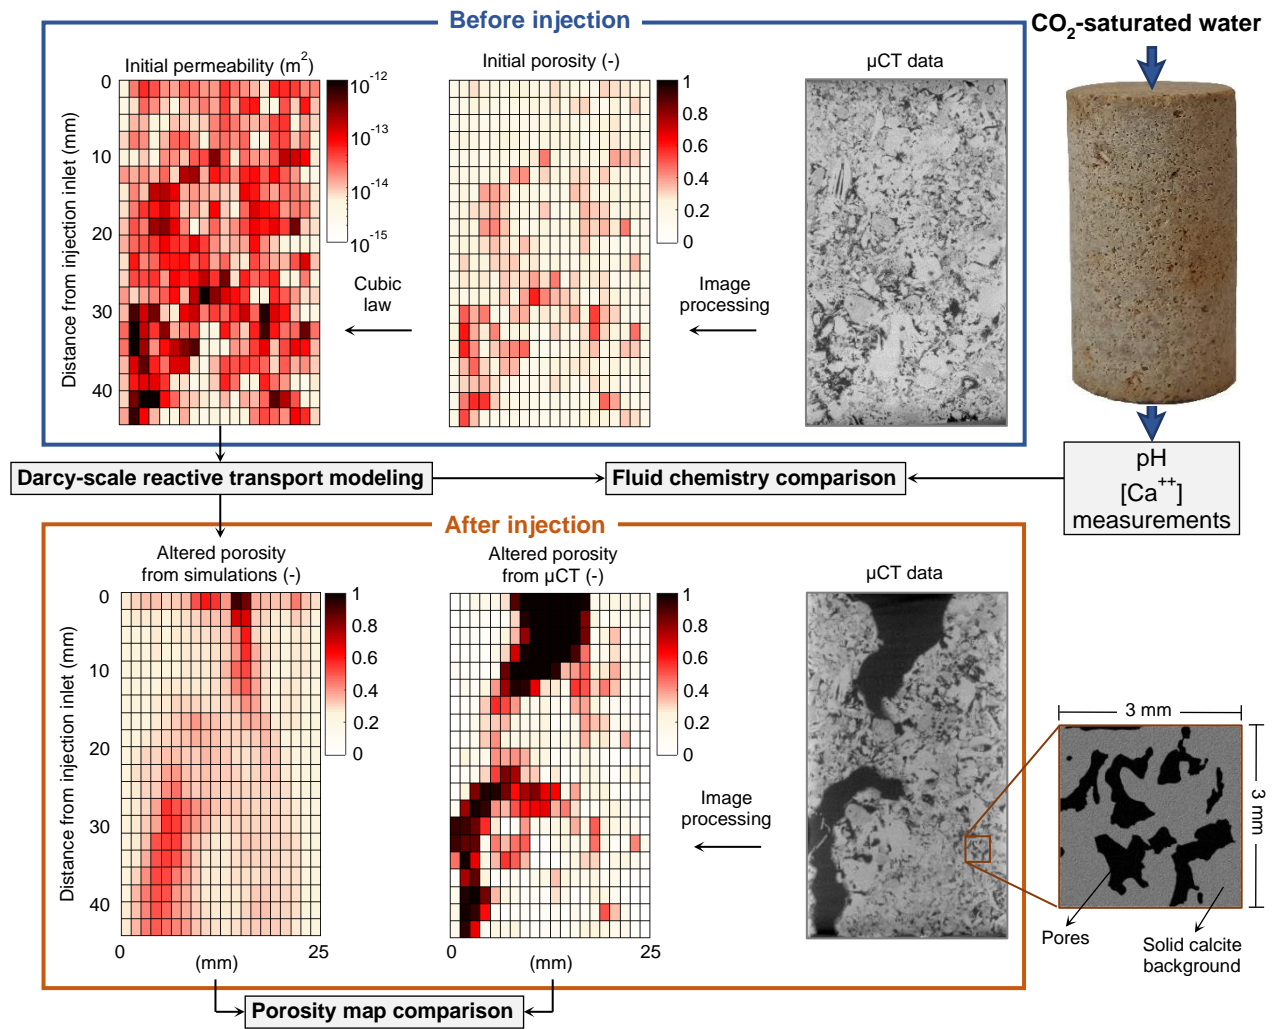 Before injection
CO2-saturated water
Initial permeability (m2)
Initial porosity (-)
μCT data
Distance from injection inlet (mm)
0
10
20
30
40
10-12
10-13
10-14
10-15
Cubic
law
1
0.8
0.6
0.4
0.2
0
Image
processing
Darcy-scale reactive transport modeling
Fluid chemistry comparison
pH
[Ca++]
measurements
After injection
Altered porosity
from simulations (-)
Altered porosity
from μCT (-)
μCT data
Distance from injection inlet (mm)
0
10
20
30
40
1
0.8
0.6
0.4
0.2
0
1
0.8
0.6
0.4
0.2
0
Image
processing
0
25
(mm)
0
25
(mm)
3 mm
3 mm
Pores
Solid calcite
background
Porosity map comparison